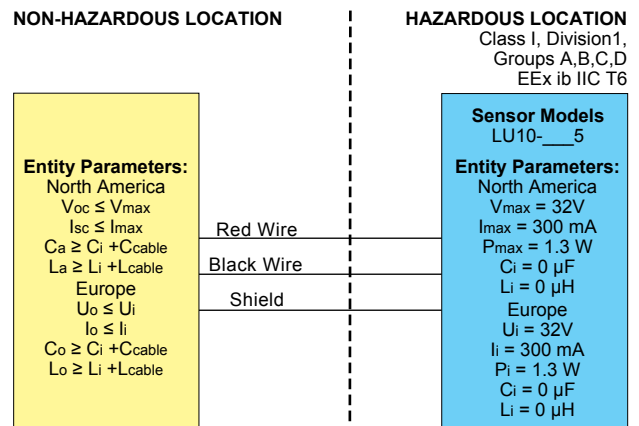 NON-HAZARDOUS LOCATION
HAZARDOUS LOCATION
Class I, Division1,
Groups A,B,C,D
EEx ib IIC T6
Entity Parameters:
North America
Voc ≤ Vmax
Isc ≤ Imax
Ca ≥ Ci +Ccable
La ≥ Li +Lcable
Europe
Uo ≤ Ui
Io ≤ Ii
Co ≥ Ci +Ccable
Lo ≥ Li +Lcable
Red Wire
Black Wire
Shield
Sensor Models
LU10-___5
Entity Parameters:
North America
Vmax = 32V
Imax = 300 mA
Pmax = 1.3 W
Ci = 0 µF
Li = 0 µH
Europe
Ui = 32V
Ii = 300 mA
Pi = 1.3 W
Ci = 0 µF
Li = 0 µH